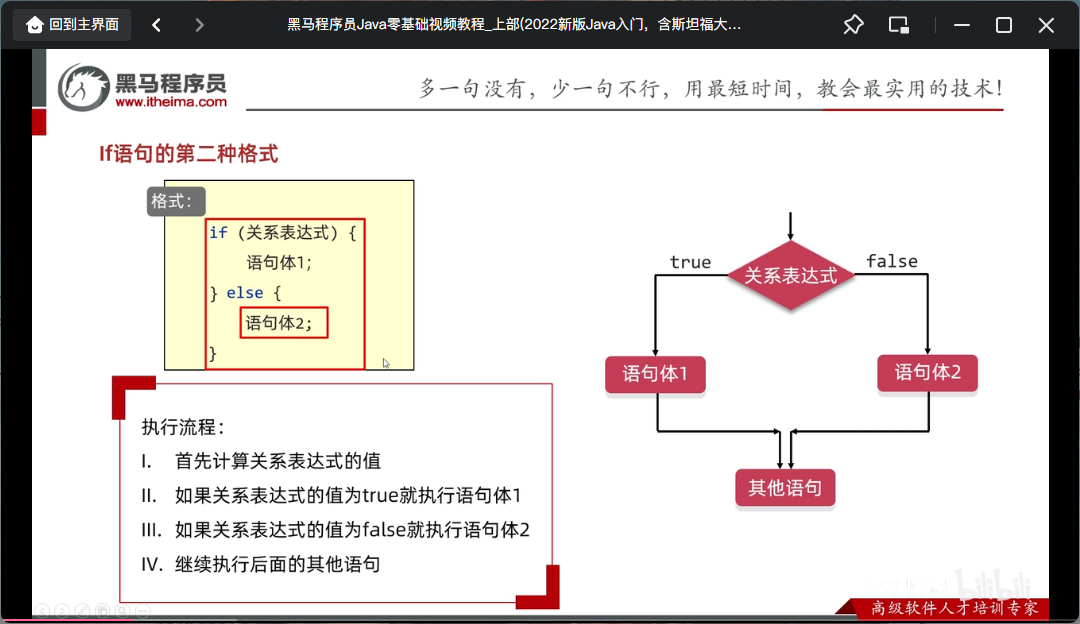 回到主界面
黑马程序员Java零基础视频教程_上部(2022新版Java入门，含斯坦福大...
黑马程序员
www.itheima.com
多一句没有，少一句不行，用最短时间，教会最实用的技术！
If语句的第二种格式
格式：
if (关系表达式) {
语句体1;
} else {
语句体2;
}
true
关系表达式
false
语句体1
语句体2
其他语句
执行流程：
I. 首先计算关系表达式的值
II. 如果关系表达式的值为true就执行语句体1
III. 如果关系表达式的值为false就执行语句体2
IV. 继续执行后面的其他语句
bilibili
高级软件人才培训专家